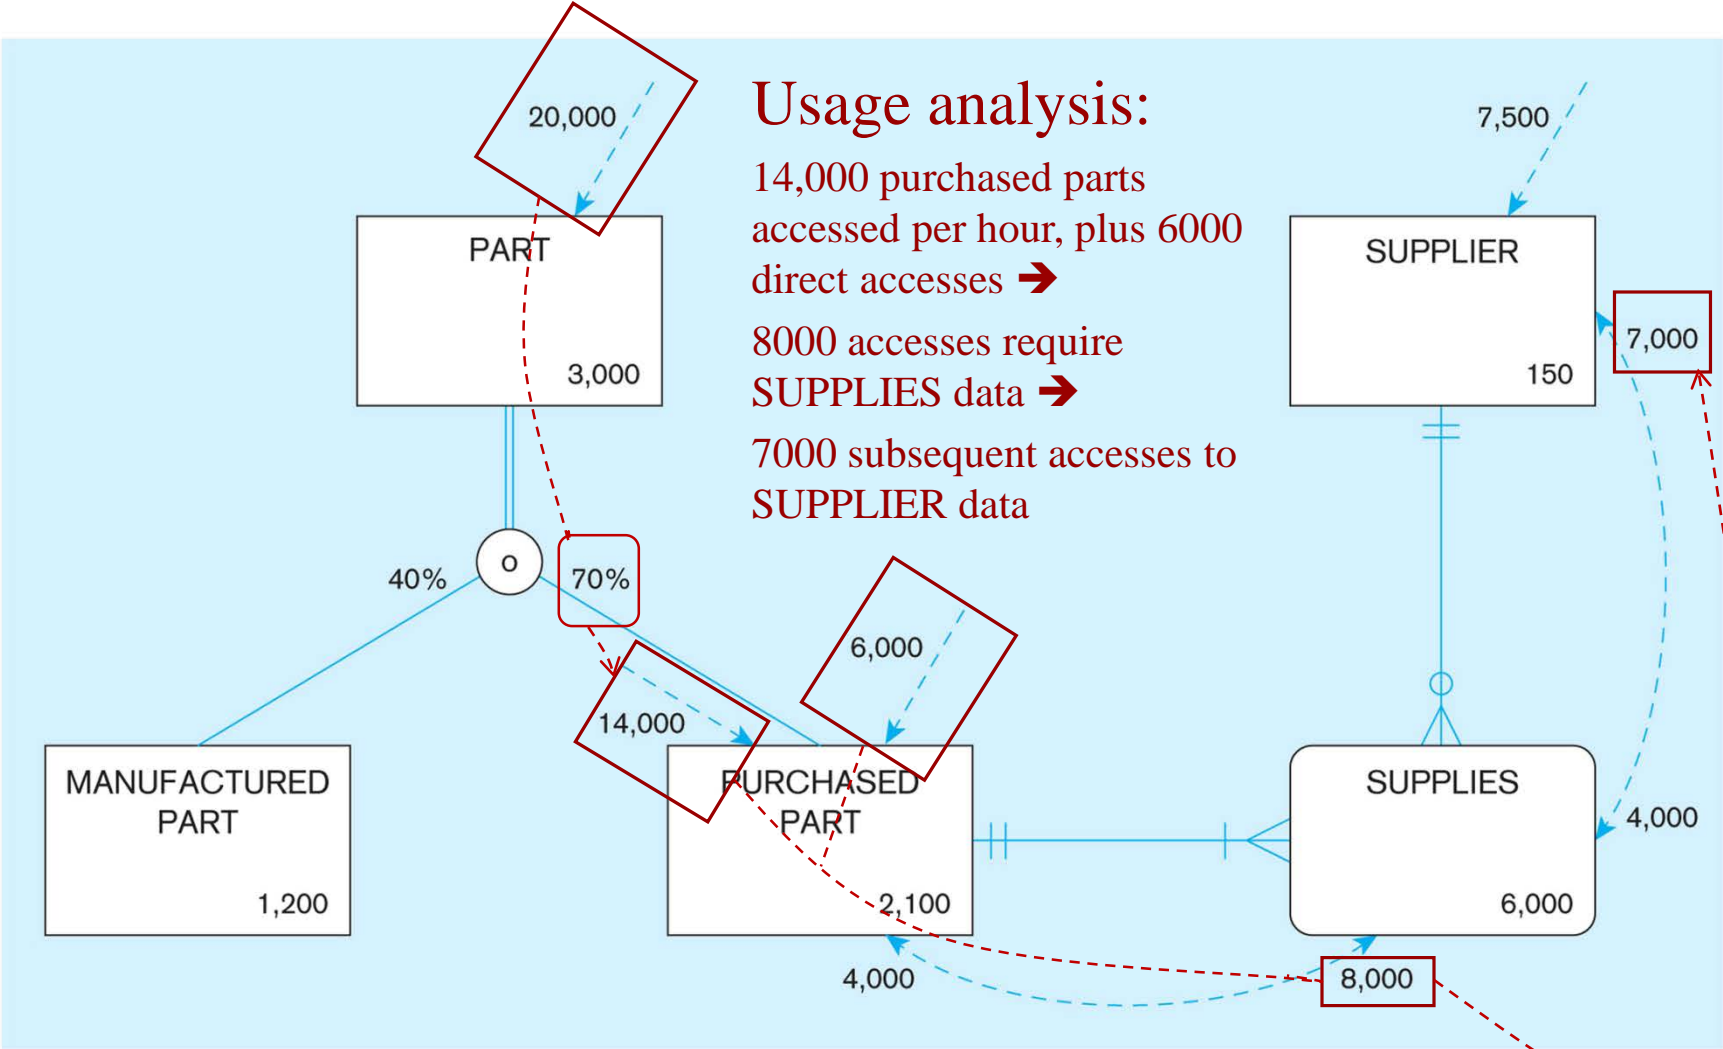 Usage analysis:
14,000 purchased parts
accessed per hour, plus 6000
direct accesses ➔
8000 accesses require
SUPPLIES data ➔
7000 subsequent accesses to
SUPPLIER data
20,000
7,500
PART
3,000
SUPPLIER
150
7,000
o
40%
70%
6,000
14,000
MANUFACTURED
PART
1,200
PURCHASED
PART
2,100
SUPPLIES
6,000
4,000
4,000
8,000